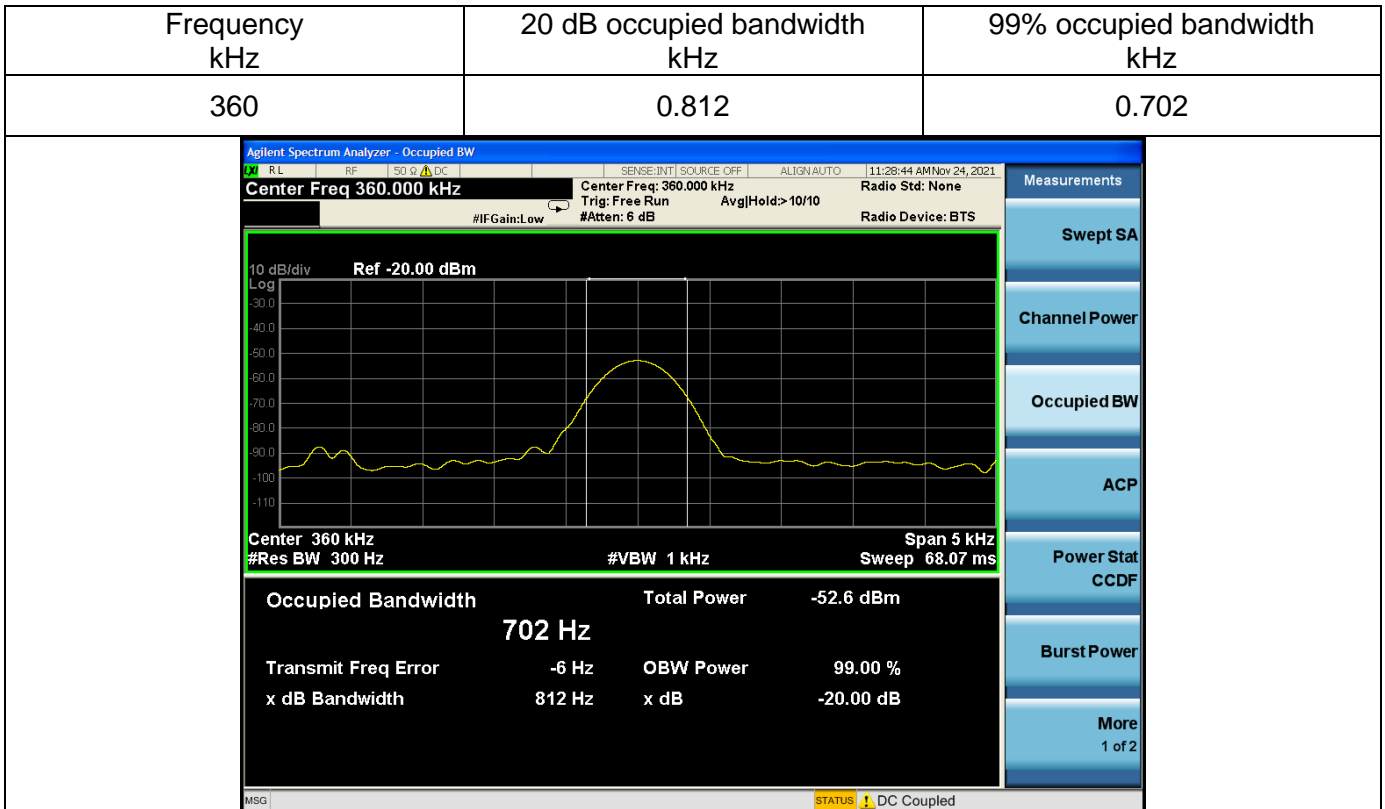 Frequency
kHz
20 dB occupied bandwidth
kHz
99% occupied bandwidth
kHz
360
0.812
0.702
Agilent Spectrum Analyzer - Occupied BW
LXI RL RF 50 Ω DC SENSE:INT SOURCE OFF ALIGN AUTO 11:28:44 AM Nov 24, 2021
Center Freq 360.000 kHz
Center Freq: 360.000 kHz
Radio Std: None
Trig: Free Run Avg|Hold:>10/10
#IFGain:Low #Atten: 6 dB Radio Device: BTS
10 dB/div Ref -20.00 dBm
Log
-30.0
-40.0
-50.0
-60.0
-70.0
-80.0
-90.0
-100
-110
Center 360 kHz Span 5 kHz
#Res BW 300 Hz #VBW 1 kHz Sweep 68.07 ms
Occupied Bandwidth Total Power -52.6 dBm
702 Hz
Transmit Freq Error -6 Hz OBW Power 99.00 %
x dB Bandwidth 812 Hz x dB -20.00 dB
Measurements
Swept SA
Channel Power
Occupied BW
ACP
Power Stat
CCDF
Burst Power
More
1 of 2
MSG STATUS DC Coupled